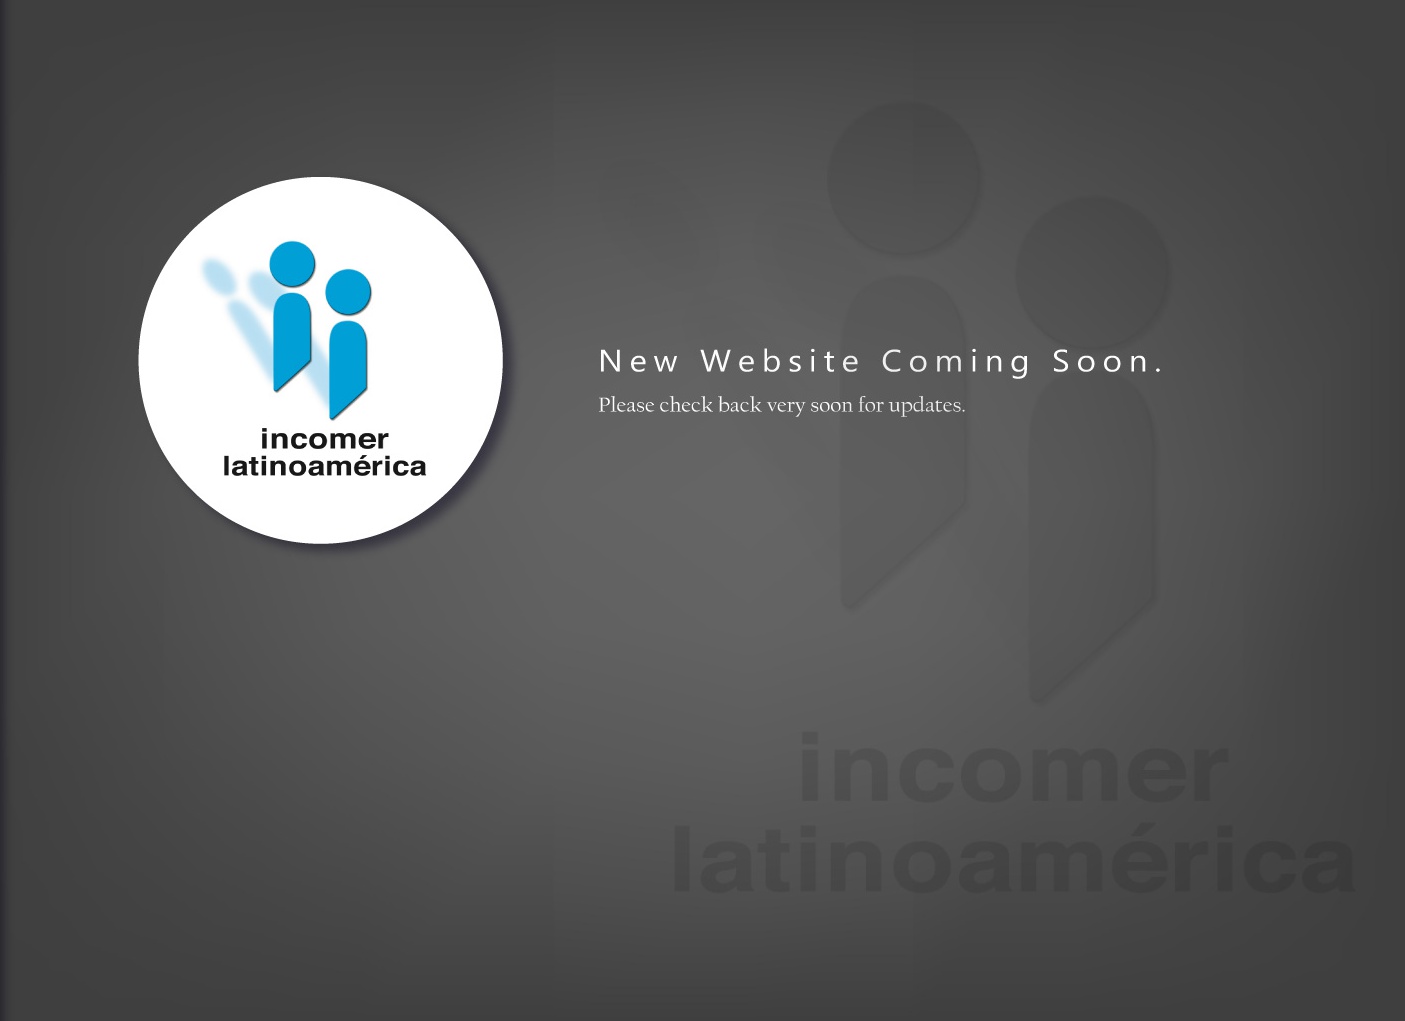 incomer
latinoamérica
New Website Coming Soon.
Please check back very soon for updates.
incomer
latinoamérica